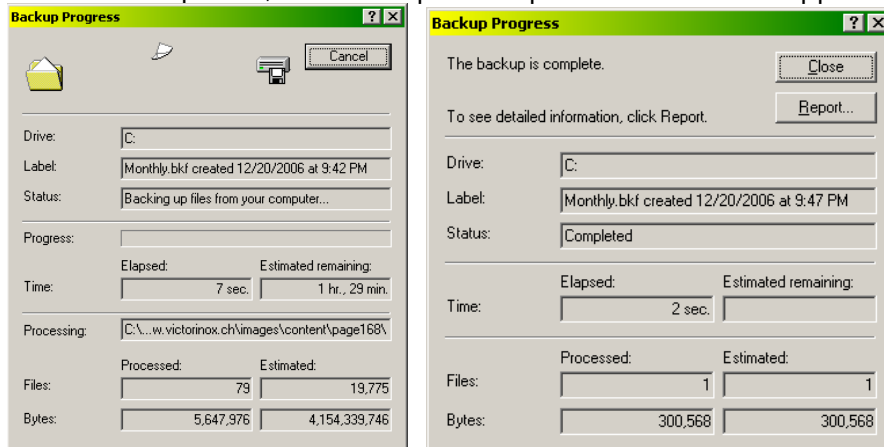 Backup Progress
Cancel
Drive: C:
Label: Monthly.bkf created 12/20/2006 at 9:42 PM
Status: Backing up files from your computer...
Progress:
Elapsed: Estimated remaining:
Time: 7 sec. 1 hr., 29 min.
Processing: C:\...w.victorinox.ch\images\content\page168\
Processed: Estimated:
Files: 79 19,775
Bytes: 5,647,976 4,154,339,746
Backup Progress
The backup is complete.
Close
To see detailed information, click Report.
Report...
Drive: C:
Label: Monthly.bkf created 12/20/2006 at 9:47 PM
Status: Completed
Elapsed: Estimated remaining:
Time: 2 sec.
Processed: Estimated:
Files: 1 1
Bytes: 300,568 300,568